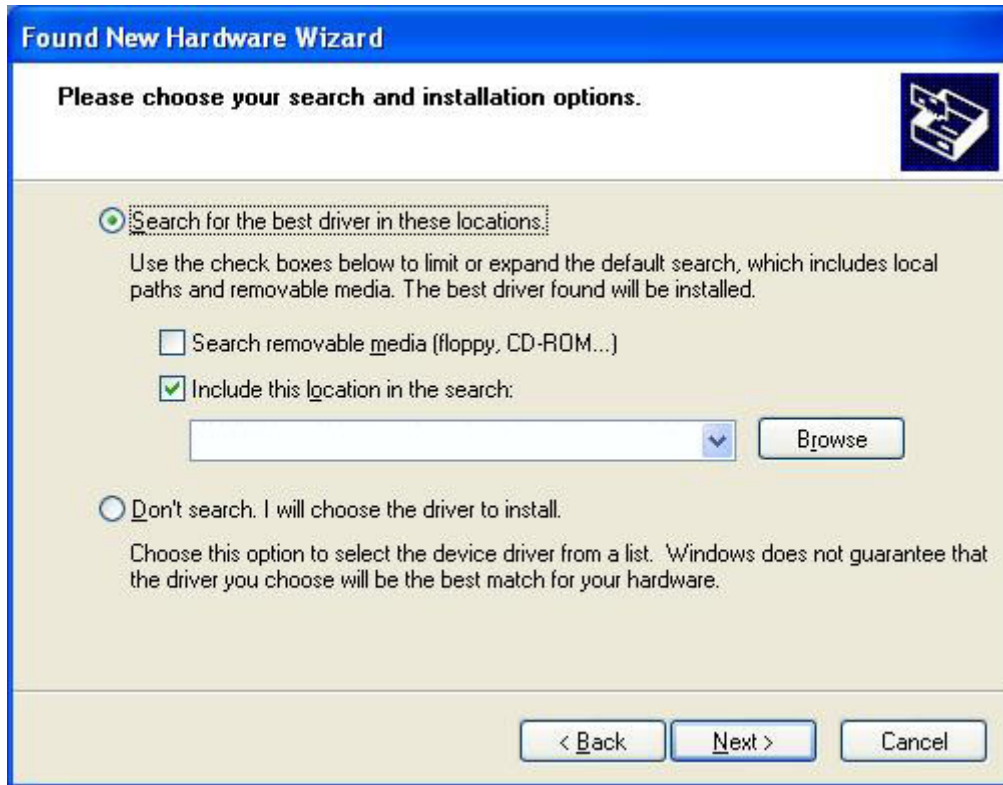 Found New Hardware Wizard
Please choose your search and installation options.
Search for the best driver in these locations.
Use the check boxes below to limit or expand the default search, which includes local
paths and removable media. The best driver found will be installed.
Search removable media (floppy, CD-ROM...)
Include this location in the search:
Browse
Don't search. I will choose the driver to install.
Choose this option to select the device driver from a list.  Windows does not guarantee that
the driver you choose will be the best match for your hardware.
< Back
Next >
Cancel